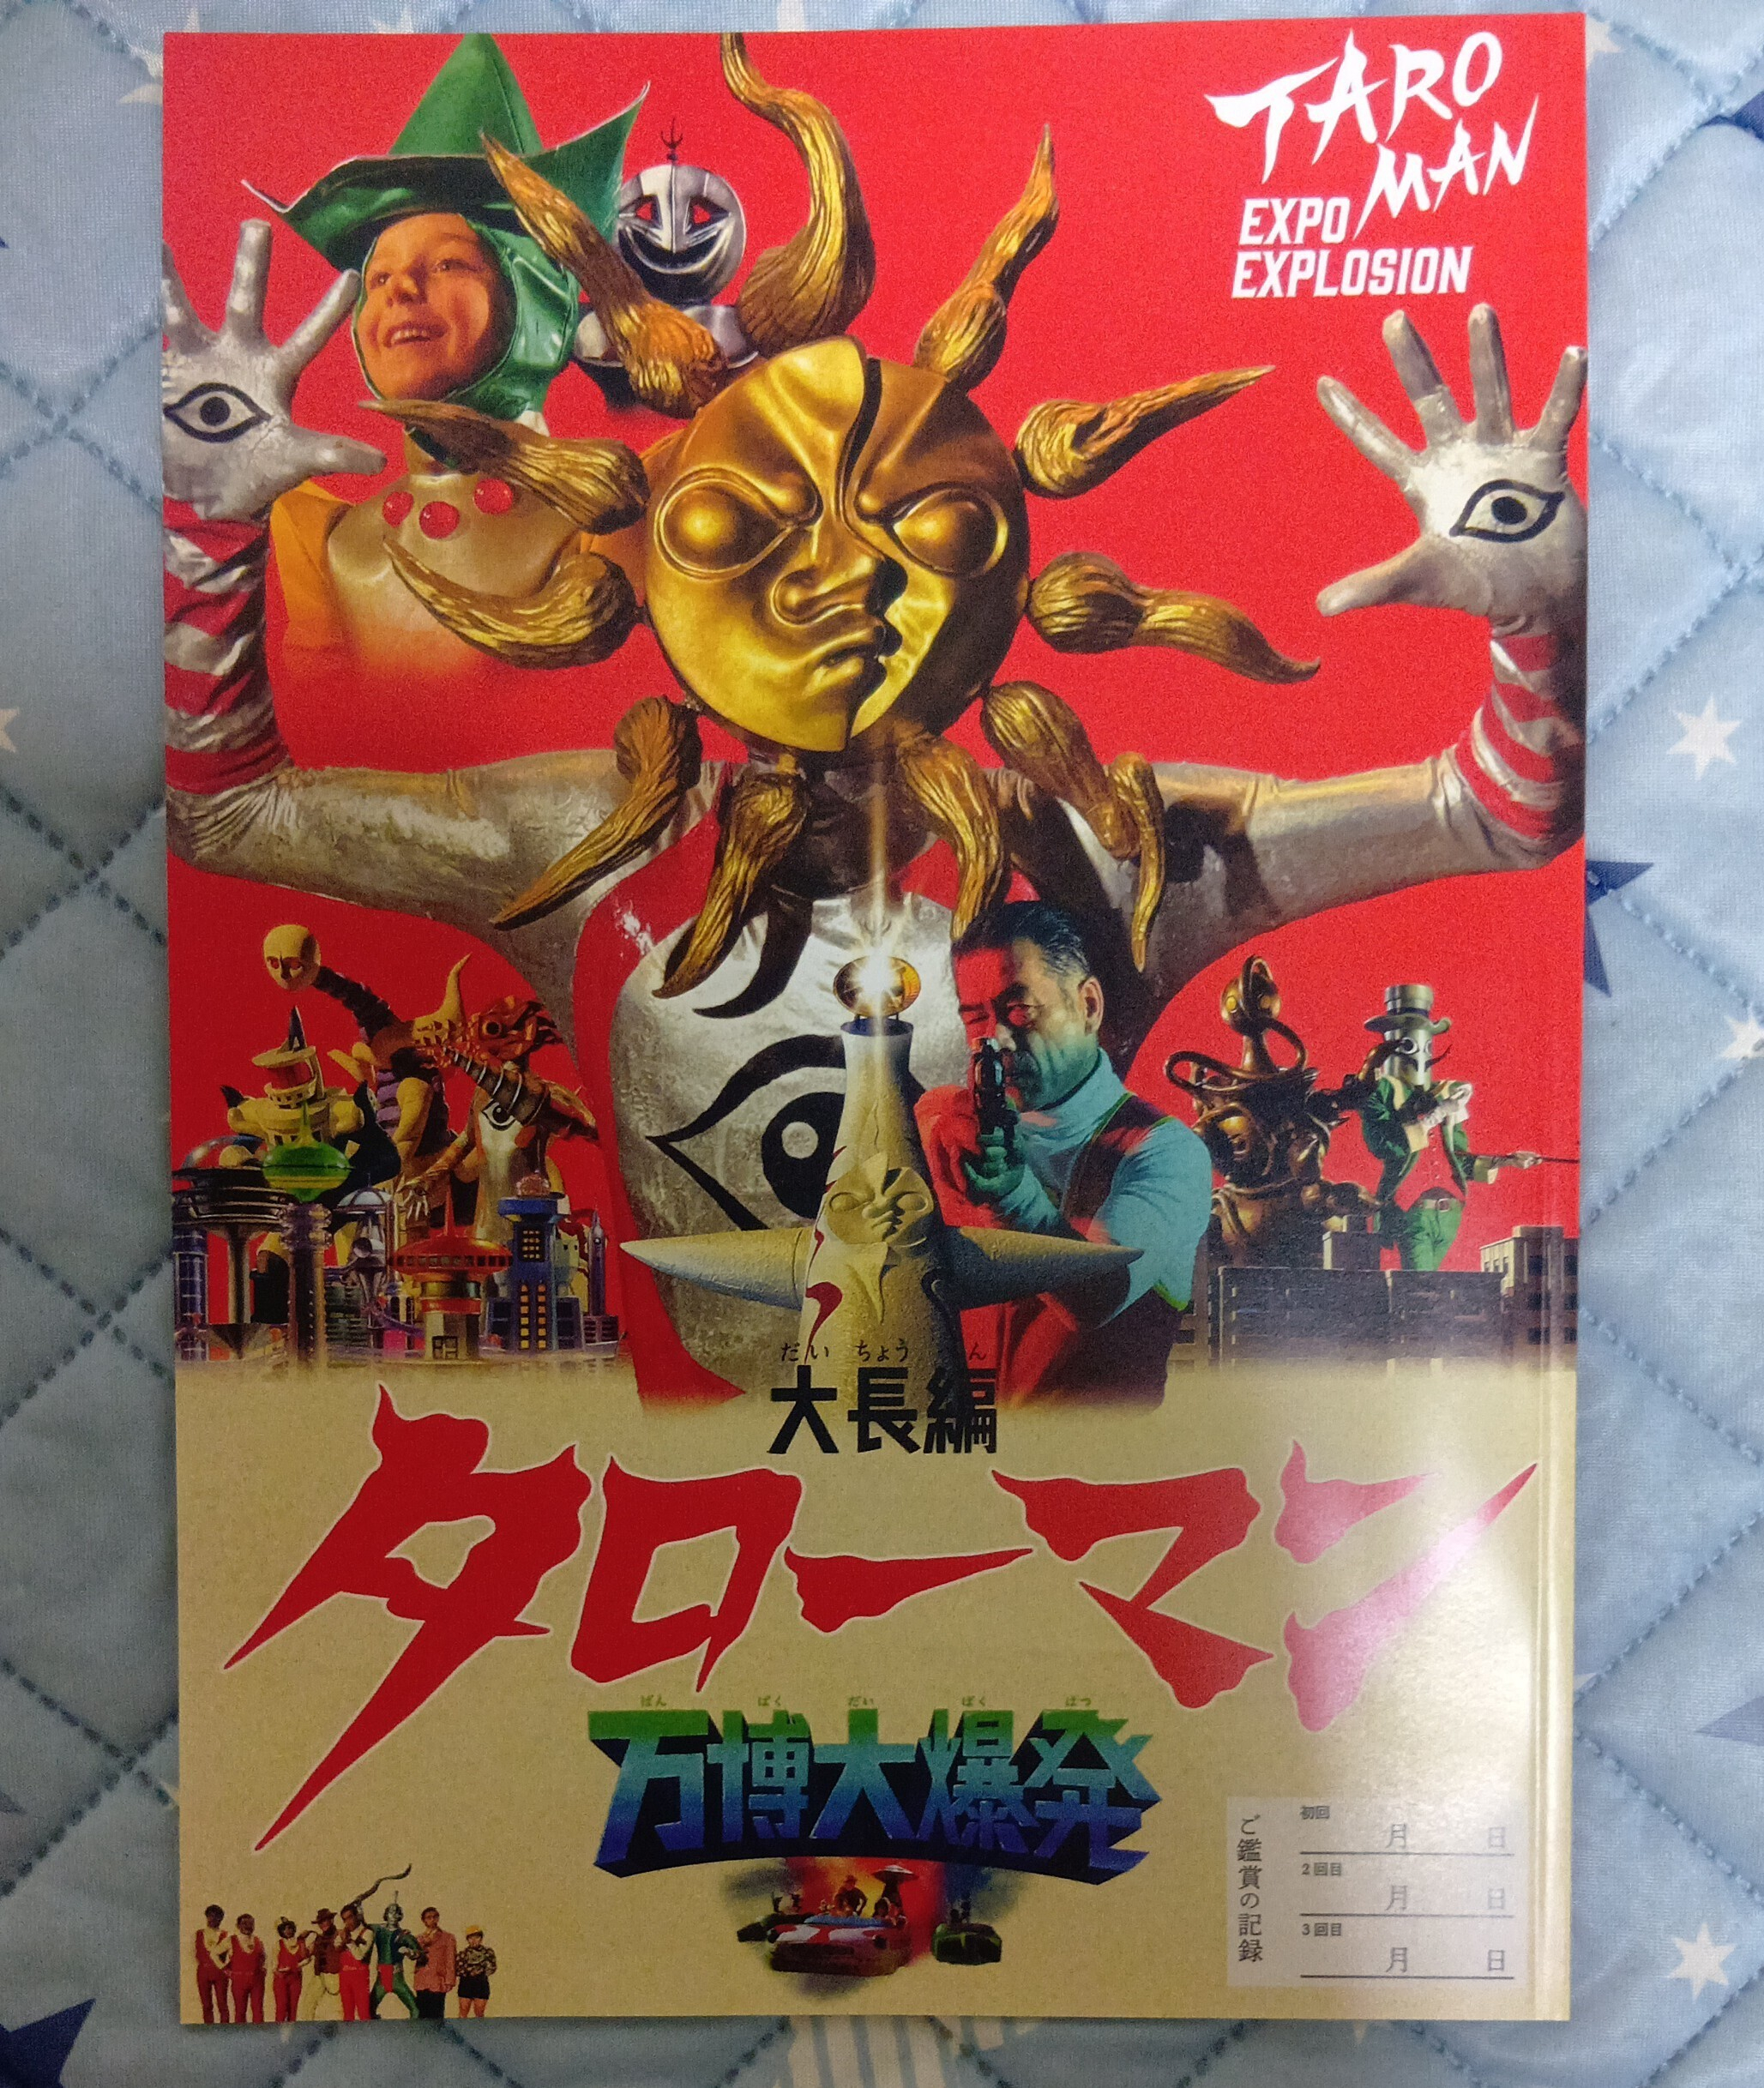 TARO
MAN
EXPO
EXPLOSION
だい ちょう ん
大長編
タローマン
ばん ぱく だい ばく はつ
万博大爆発
ご鑑賞の記録
初回
月 日
2回目
月 日
3回目
月 日